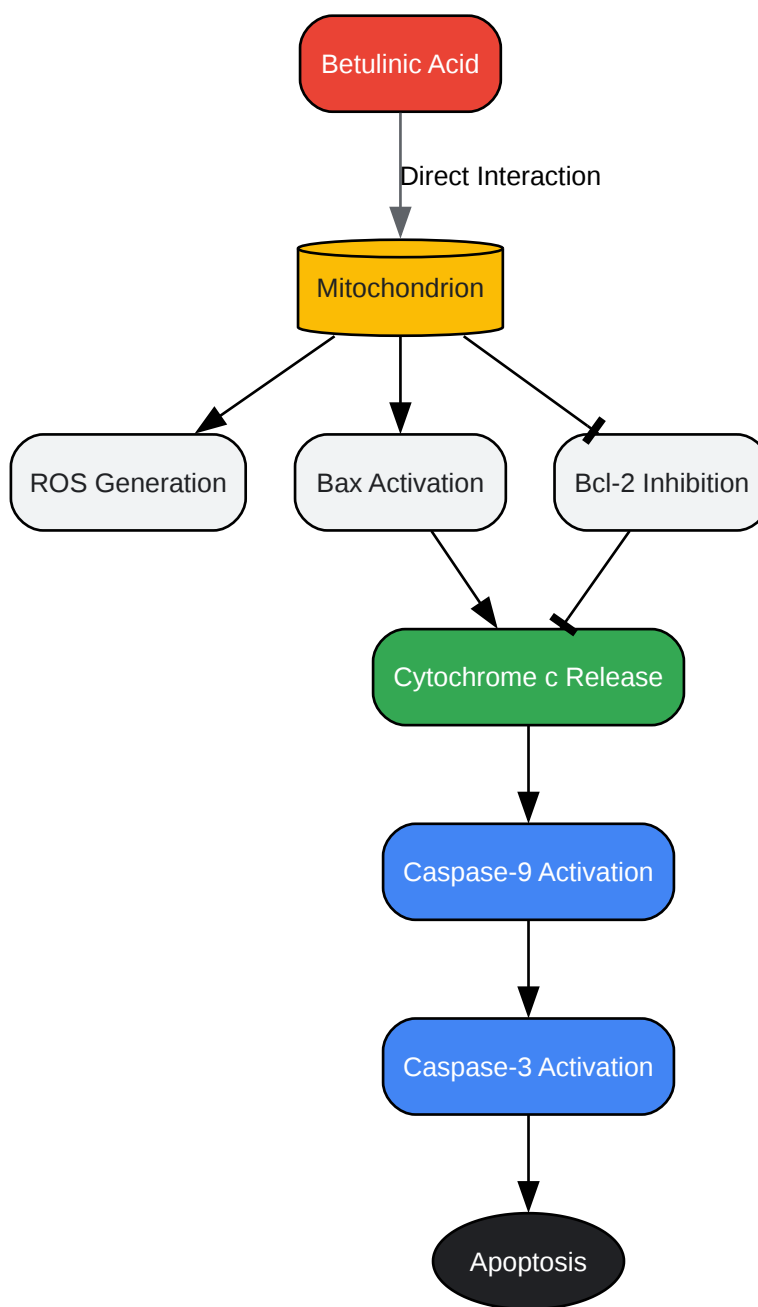 Betulinic Acid
Direct Interaction
Mitochondrion
ROS Generation
Bax Activation
Bcl-2 Inhibition
Cytochrome c Release
Caspase-9 Activation
Caspase-3 Activation
Apoptosis